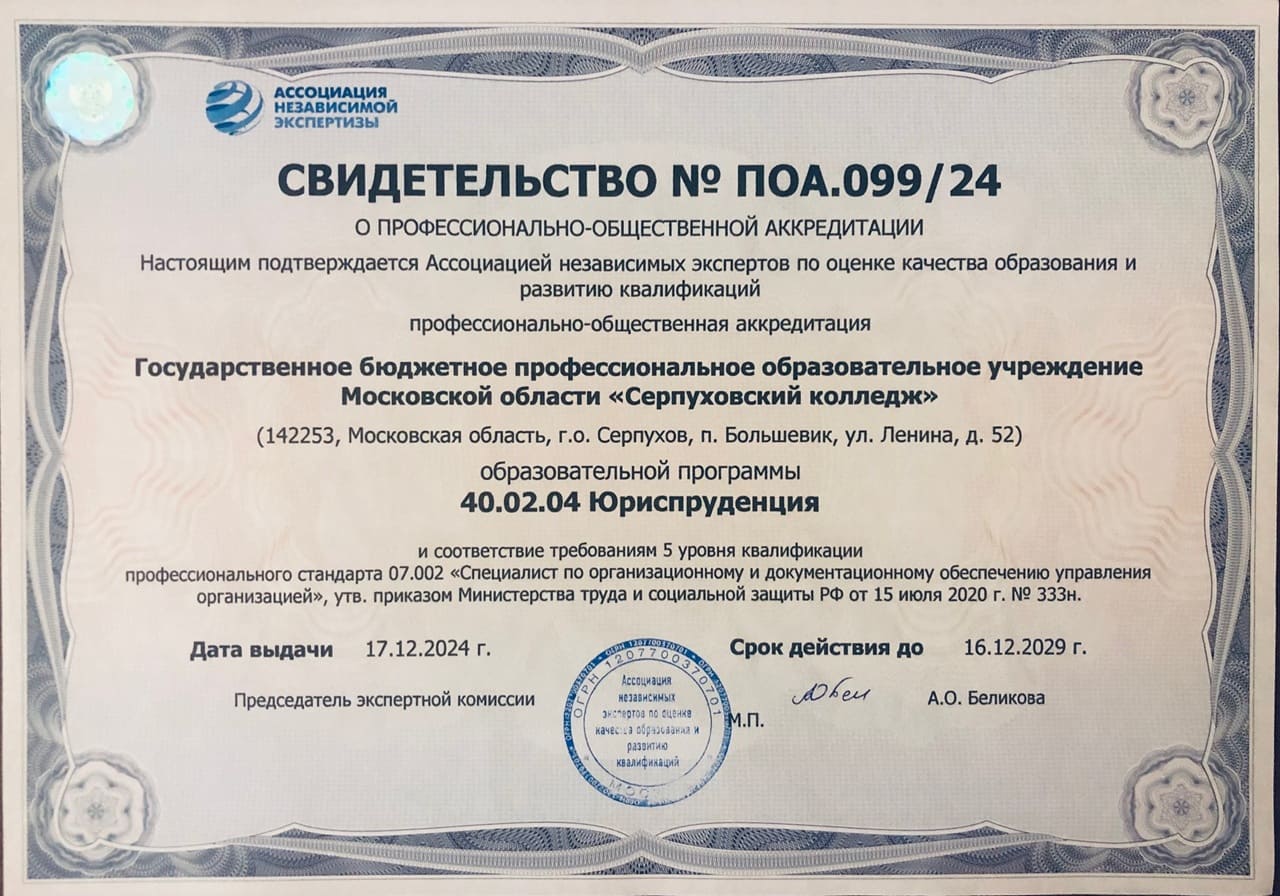 АССОЦИАЦИЯ
НЕЗАВИСИМОЙ
ЭКСПЕРТИЗЫ
СВИДЕТЕЛЬСТВО № ПОА.099/24
О ПРОФЕССИОНАЛЬНО-ОБЩЕСТВЕННОЙ АККРЕДИТАЦИИ
Настоящим подтверждается Ассоциацией независимых экспертов по оценке качества образования и
развитию квалификаций
профессионально-общественная аккредитация
Государственное бюджетное профессиональное образовательное учреждение
Московской области «Серпуховский колледж»
(142253, Московская область, г.о. Серпухов, п. Большевик, ул. Ленина, д. 52)
образовательной программы
40.02.04 Юриспруденция
и соответствие требованиям 5 уровня квалификации
профессионального стандарта 07.002 «Специалист по организационному и документационному обеспечению управления
организацией», утв. приказом Министерства труда и социальной защиты РФ от 15 июля 2020 г. № 333н.
Дата выдачи 17.12.2024 г. Срок действия до 16.12.2029 г.
Председатель экспертной комиссии А.О. Беликова
М.П.
ОГРН 1207700370701
Ассоциация
независимых
экспертов по оценке
качества образования и
развитию
квалификаций